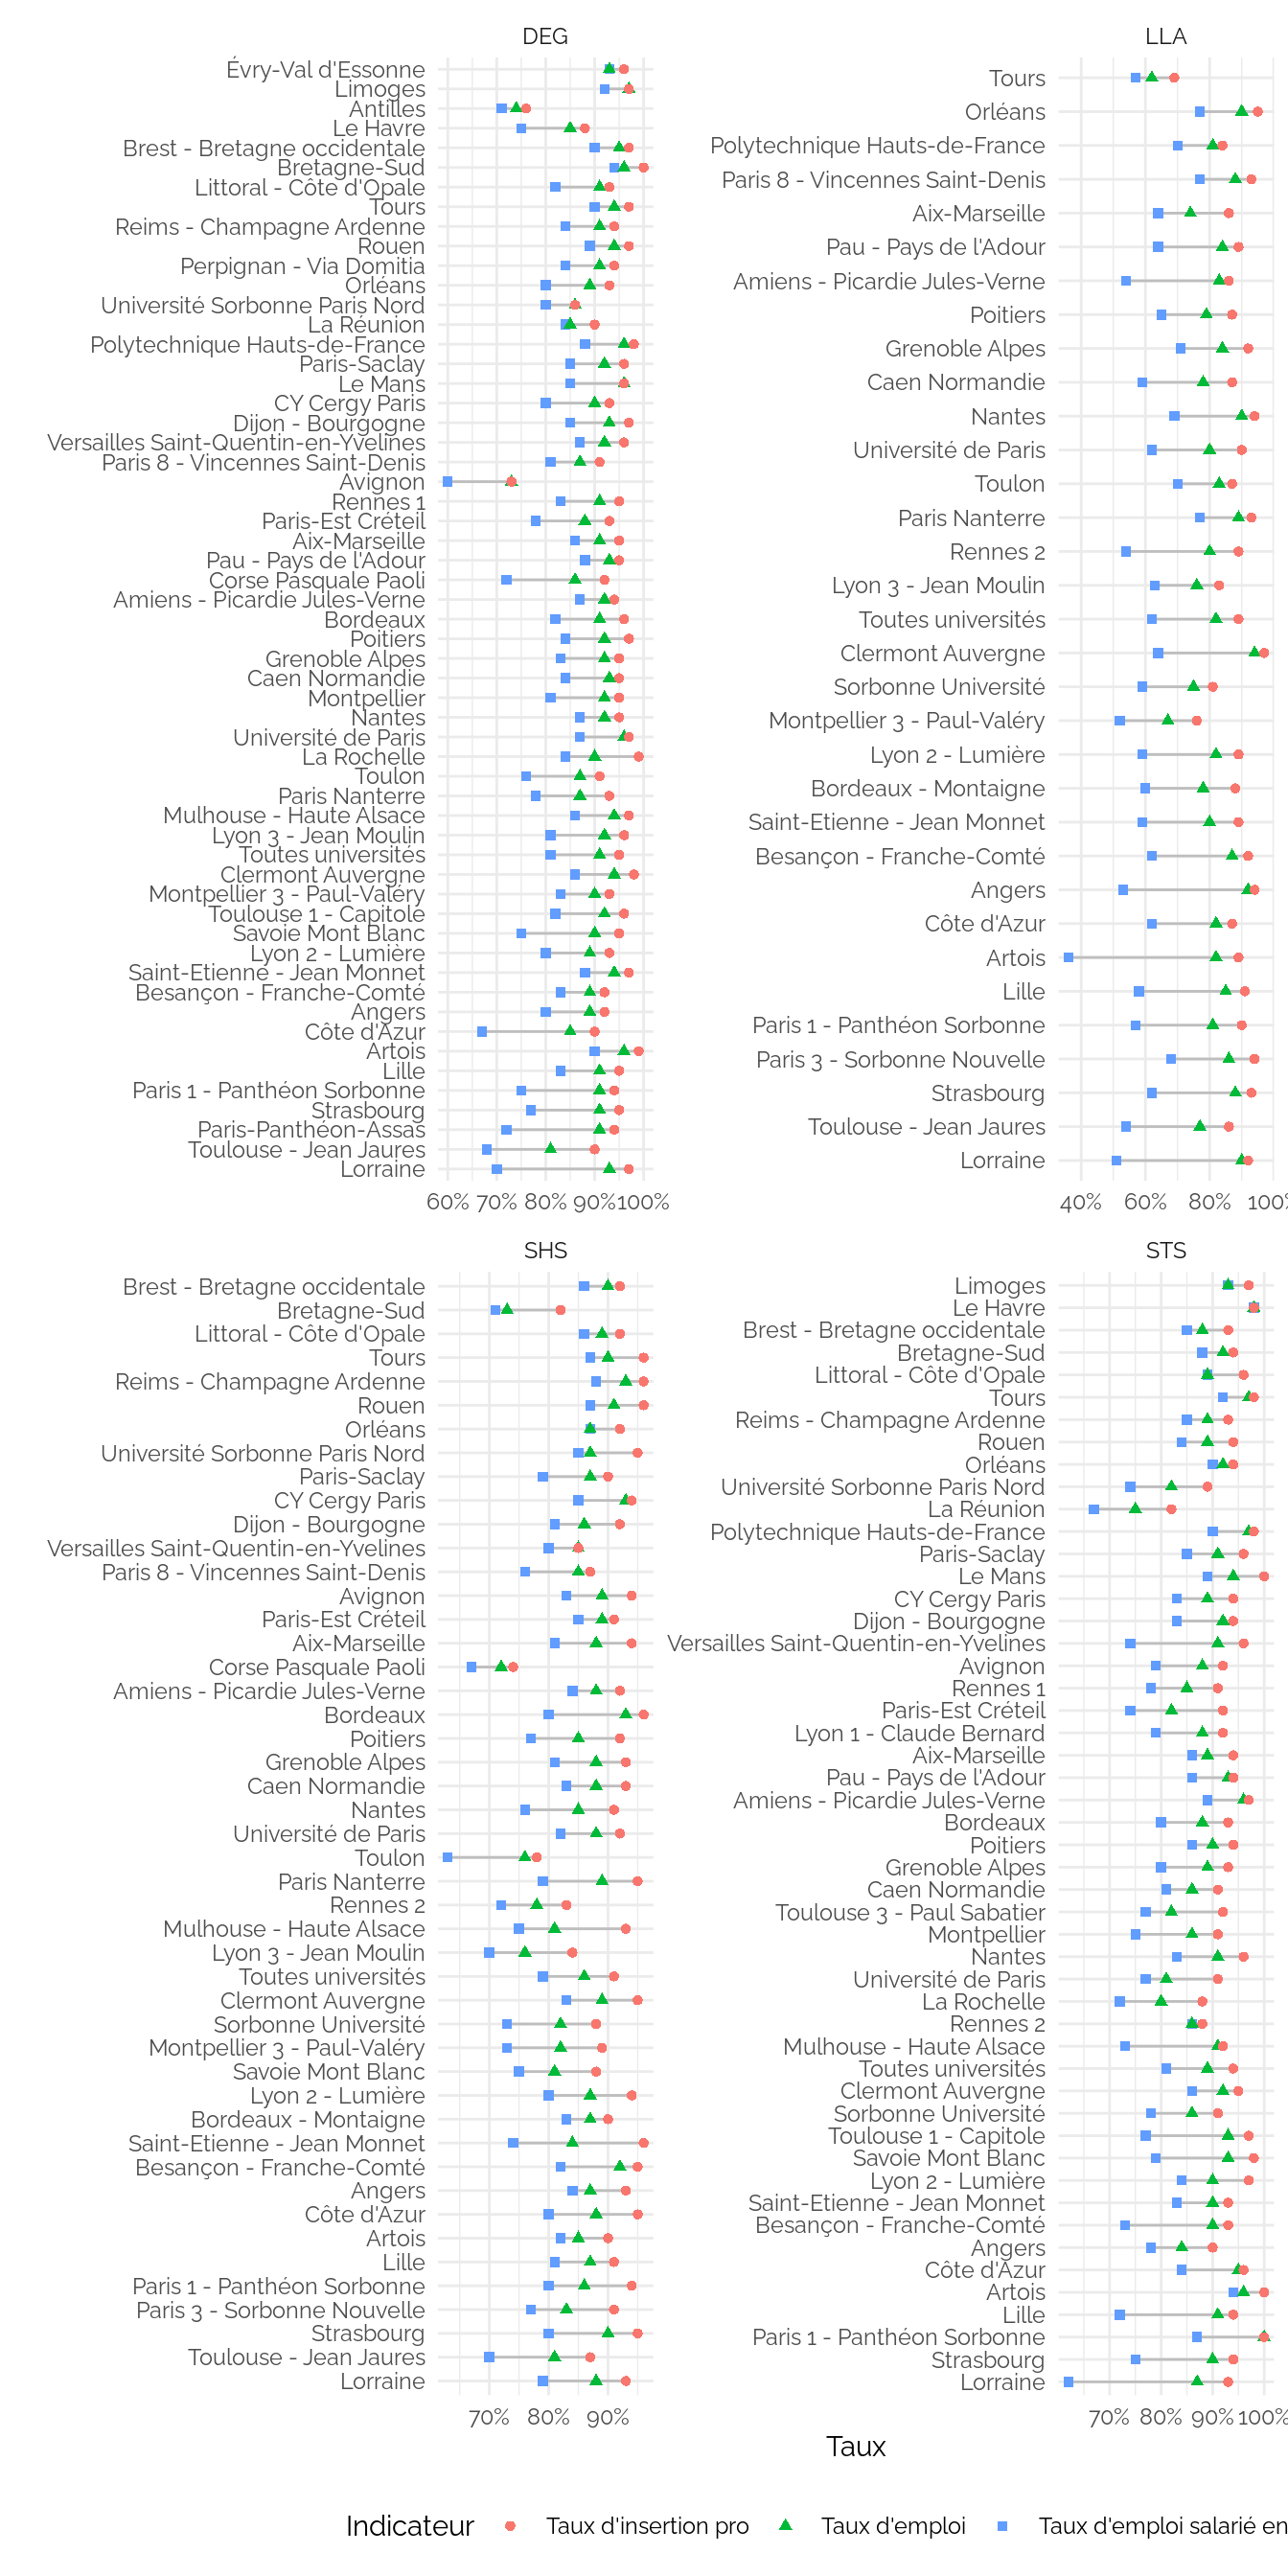 DEG
Évry-Val d'Essonne
Limoges
Antilles
Le Havre
Brest - Bretagne occidentale
Bretagne-Sud
Littoral - Côte d'Opale
Tours
Reims - Champagne Ardenne
Rouen
Perpignan - Via Domitia
Orléans
Université Sorbonne Paris Nord
La Réunion
Polytechnique Hauts-de-France
Paris-Saclay
Le Mans
CY Cergy Paris
Dijon - Bourgogne
Versailles Saint-Quentin-en-Yvelines
Paris 8 - Vincennes Saint-Denis
Avignon
Rennes 1
Paris-Est Créteil
Aix-Marseille
Pau - Pays de l'Adour
Corse Pasquale Paoli
Amiens - Picardie Jules-Verne
Bordeaux
Poitiers
Grenoble Alpes
Caen Normandie
Montpellier
Nantes
Université de Paris
La Rochelle
Toulon
Paris Nanterre
Mulhouse - Haute Alsace
Lyon 3 - Jean Moulin
Toutes universités
Clermont Auvergne
Montpellier 3 - Paul-Valéry
Toulouse 1 - Capitole
Savoie Mont Blanc
Lyon 2 - Lumière
Saint-Etienne - Jean Monnet
Besançon - Franche-Comté
Angers
Côte d'Azur
Artois
Lille
Paris 1 - Panthéon Sorbonne
Strasbourg
Paris-Panthéon-Assas
Toulouse - Jean Jaures
Lorraine
60% 70% 80% 90% 100%
LLA
Tours
Orléans
Polytechnique Hauts-de-France
Paris 8 - Vincennes Saint-Denis
Aix-Marseille
Pau - Pays de l'Adour
Amiens - Picardie Jules-Verne
Poitiers
Grenoble Alpes
Caen Normandie
Nantes
Université de Paris
Toulon
Paris Nanterre
Rennes 2
Lyon 3 - Jean Moulin
Toutes universités
Clermont Auvergne
Sorbonne Université
Montpellier 3 - Paul-Valéry
Lyon 2 - Lumière
Bordeaux - Montaigne
Saint-Etienne - Jean Monnet
Besançon - Franche-Comté
Angers
Côte d'Azur
Artois
Lille
Paris 1 - Panthéon Sorbonne
Paris 3 - Sorbonne Nouvelle
Strasbourg
Toulouse - Jean Jaures
Lorraine
40% 60% 80% 100%
SHS
Brest - Bretagne occidentale
Bretagne-Sud
Littoral - Côte d'Opale
Tours
Reims - Champagne Ardenne
Rouen
Orléans
Université Sorbonne Paris Nord
Paris-Saclay
CY Cergy Paris
Dijon - Bourgogne
Versailles Saint-Quentin-en-Yvelines
Paris 8 - Vincennes Saint-Denis
Avignon
Paris-Est Créteil
Aix-Marseille
Corse Pasquale Paoli
Amiens - Picardie Jules-Verne
Bordeaux
Poitiers
Grenoble Alpes
Caen Normandie
Nantes
Université de Paris
Toulon
Paris Nanterre
Rennes 2
Mulhouse - Haute Alsace
Lyon 3 - Jean Moulin
Toutes universités
Clermont Auvergne
Sorbonne Université
Montpellier 3 - Paul-Valéry
Savoie Mont Blanc
Lyon 2 - Lumière
Bordeaux - Montaigne
Saint-Etienne - Jean Monnet
Besançon - Franche-Comté
Angers
Côte d'Azur
Artois
Lille
Paris 1 - Panthéon Sorbonne
Paris 3 - Sorbonne Nouvelle
Strasbourg
Toulouse - Jean Jaures
Lorraine
70% 80% 90%
STS
Limoges
Le Havre
Brest - Bretagne occidentale
Bretagne-Sud
Littoral - Côte d'Opale
Tours
Reims - Champagne Ardenne
Rouen
Orléans
Université Sorbonne Paris Nord
La Réunion
Polytechnique Hauts-de-France
Paris-Saclay
Le Mans
CY Cergy Paris
Dijon - Bourgogne
Versailles Saint-Quentin-en-Yvelines
Avignon
Rennes 1
Paris-Est Créteil
Lyon 1 - Claude Bernard
Aix-Marseille
Pau - Pays de l'Adour
Amiens - Picardie Jules-Verne
Bordeaux
Poitiers
Grenoble Alpes
Caen Normandie
Toulouse 3 - Paul Sabatier
Montpellier
Nantes
Université de Paris
La Rochelle
Rennes 2
Mulhouse - Haute Alsace
Toutes universités
Clermont Auvergne
Sorbonne Université
Toulouse 1 - Capitole
Savoie Mont Blanc
Lyon 2 - Lumière
Saint-Etienne - Jean Monnet
Besançon - Franche-Comté
Angers
Côte d'Azur
Artois
Lille
Paris 1 - Panthéon Sorbonne
Strasbourg
Lorraine
70% 80% 90% 100%
Taux
Indicateur Taux d'insertion pro Taux d'emploi Taux d'emploi salarié en